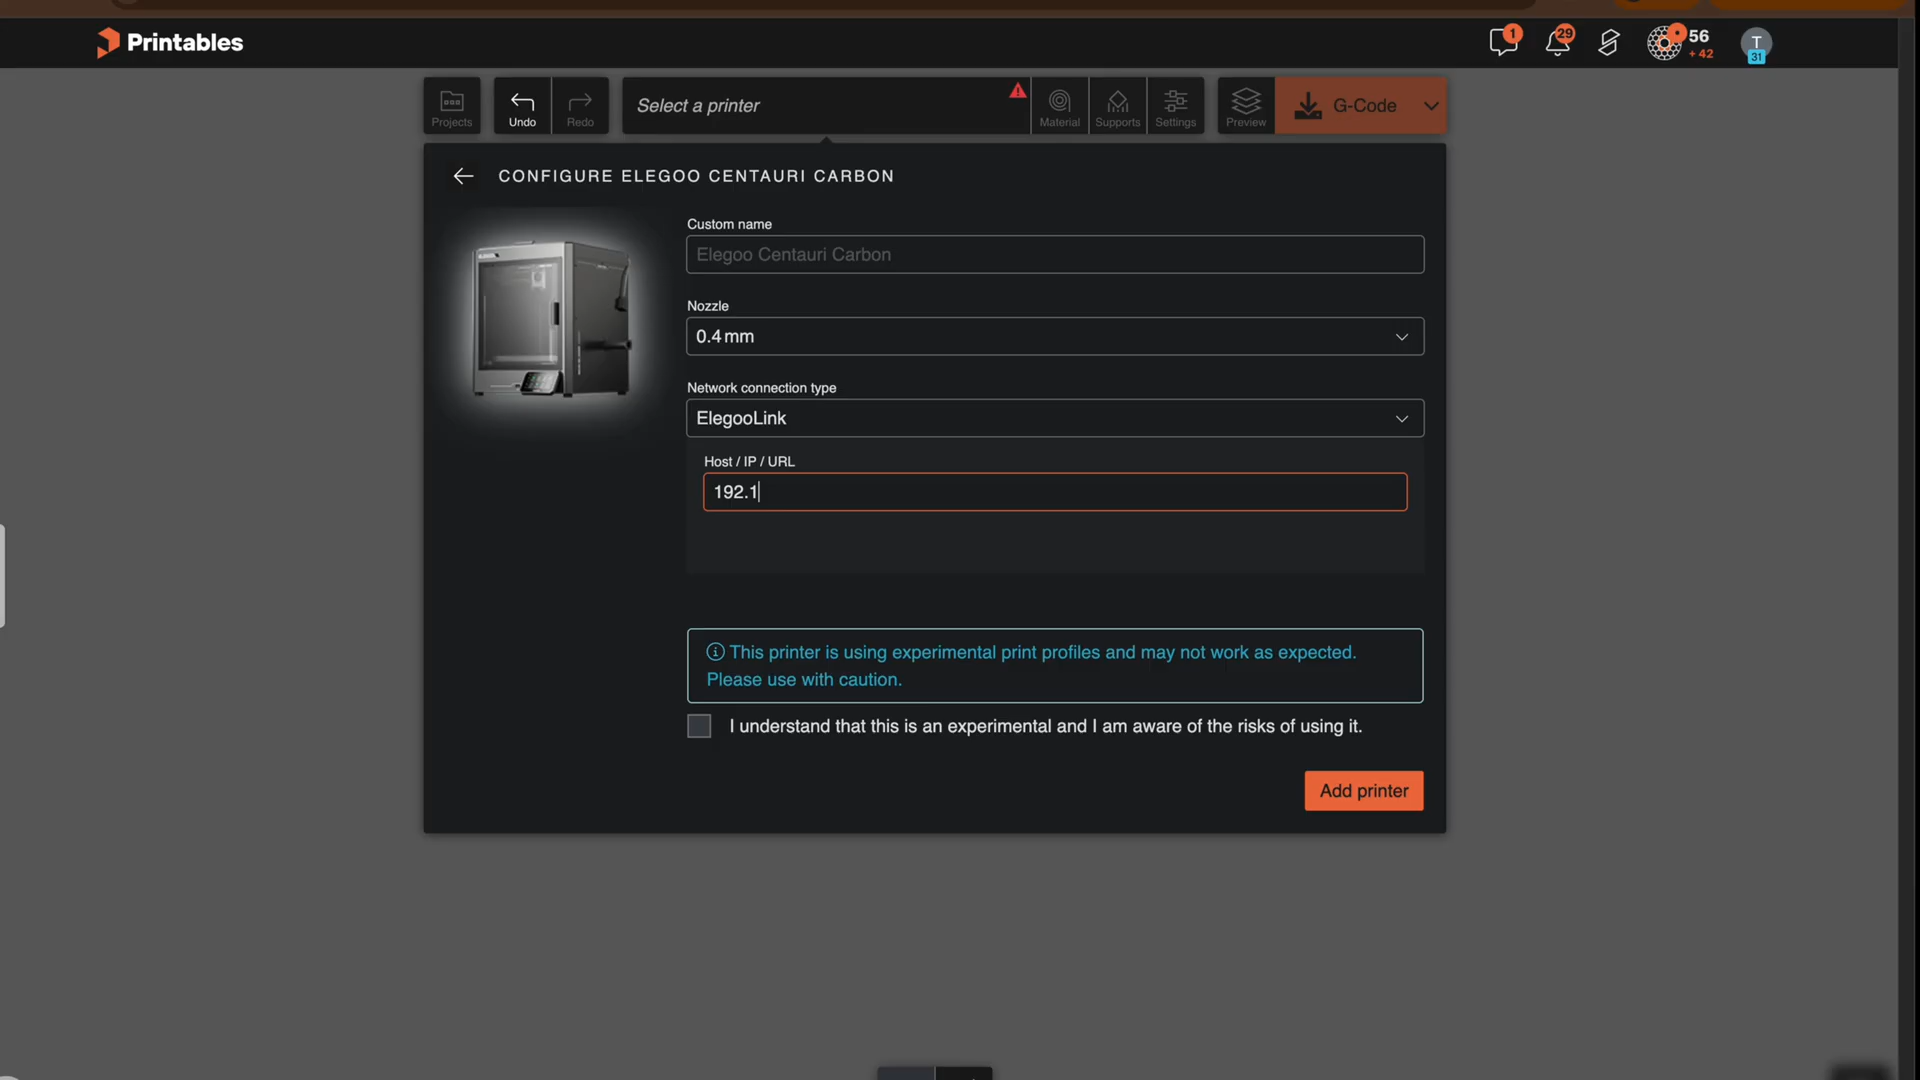 Printables
1
29
56
+ 42
T
31
Projects
Undo
Redo
Select a printer
Material
Supports
Settings
Preview
G-Code
CONFIGURE ELEGOO CENTAURI CARBON
Custom name
Elegoo Centauri Carbon
Nozzle
0.4 mm
Network connection type
ElegooLink
Host / IP / URL
192.1
This printer is using experimental print profiles and may not work as expected.
Please use with caution.
I understand that this is an experimental and I am aware of the risks of using it.
Add printer